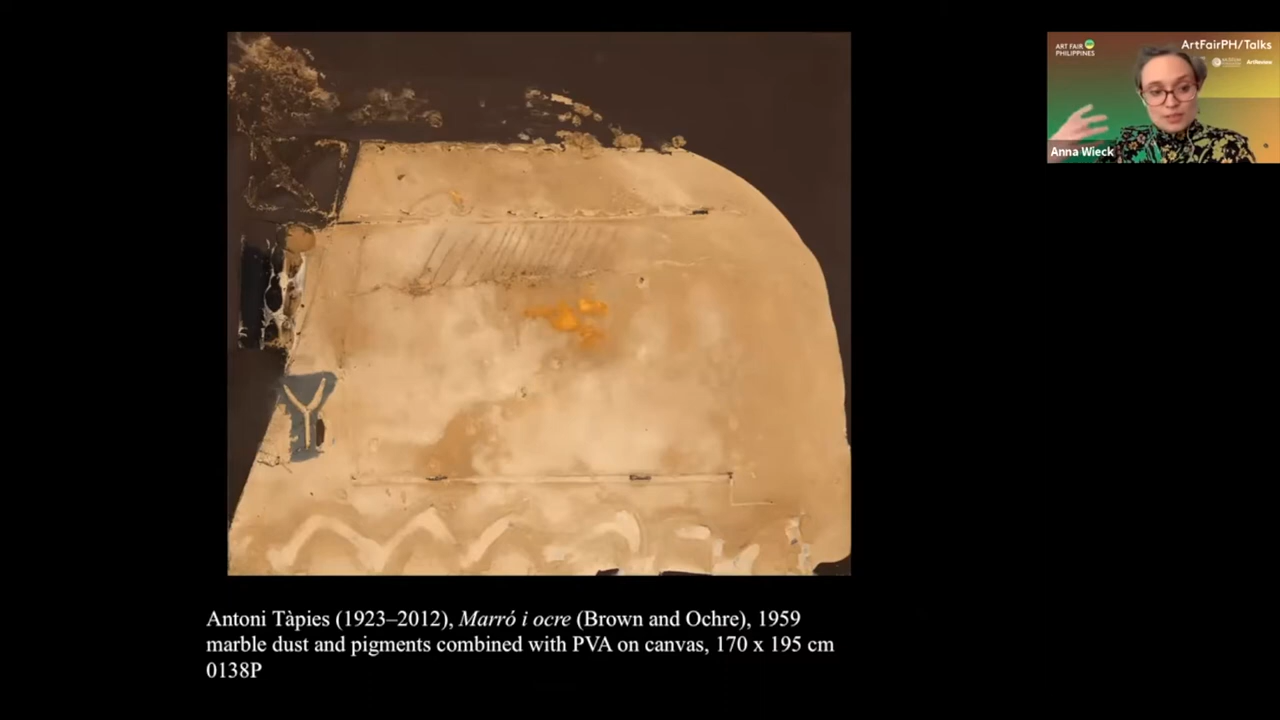 ART FAIR
PHILIPPINES
ArtFairPH/Talks
ArtReview
Anna Wieck
Antoni Tàpies (1923–2012), Marró i ocre (Brown and Ochre), 1959
marble dust and pigments combined with PVA on canvas, 170 x 195 cm
0138P